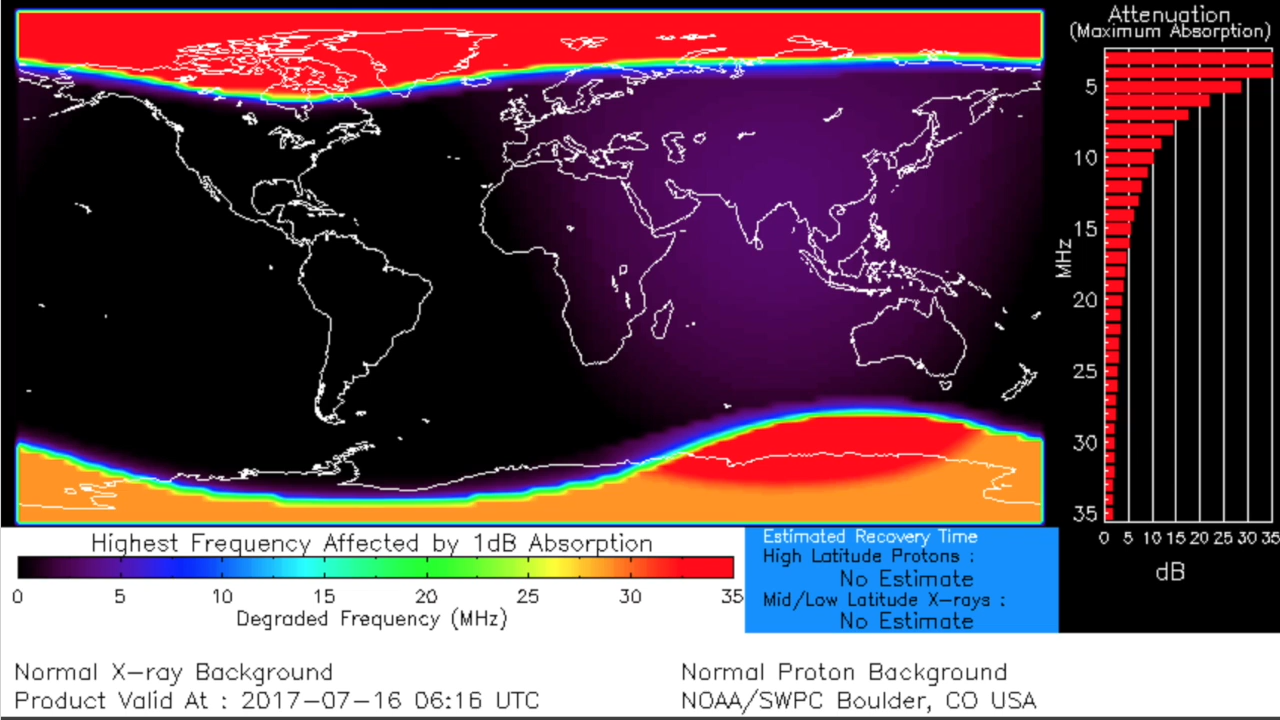 Attenuation
(Maximum Absorption)
5
10
15
20
25
30
35
MHz
0 5 10 15 20 25 30 35
dB
Highest Frequency Affected by 1dB Absorption
0 5 10 15 20 25 30 35
Degraded Frequency (MHz)
Estimated Recovery Time
High Latitude Protons :
No Estimate
Mid/Low Latitude X-rays :
No Estimate
Normal X-ray Background
Normal Proton Background
Product Valid At : 2017-07-16 06:16 UTC
NOAA/SWPC Boulder, CO USA